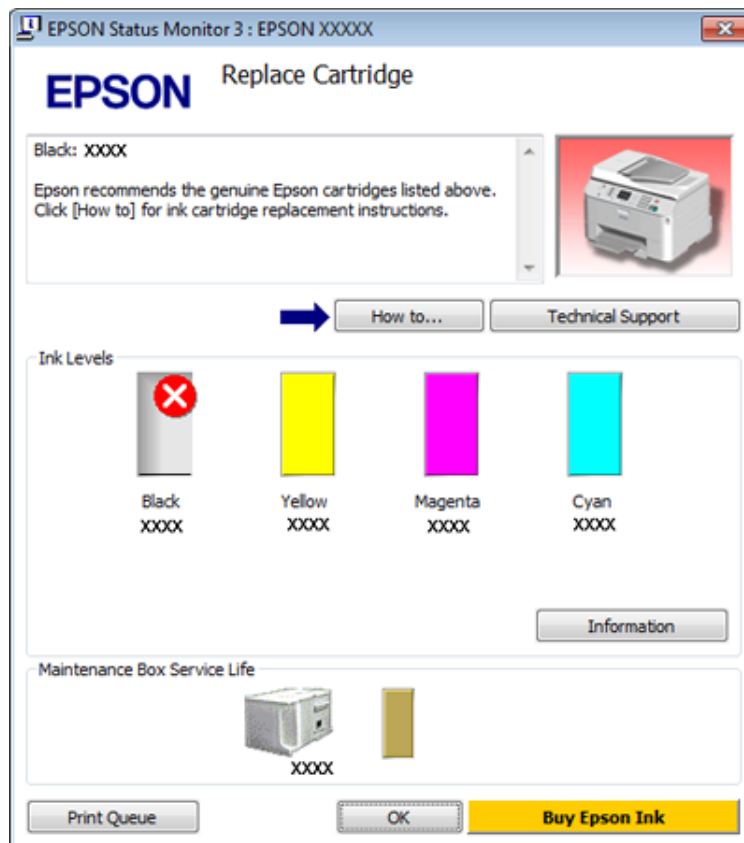 EPSON Status Monitor 3 : EPSON XXXXX
EPSON
Replace Cartridge
Black: XXXX
Epson recommends the genuine Epson cartridges listed above.
Click [How to] for ink cartridge replacement instructions.
How to...
Technical Support
Ink Levels
Black
Yellow
Magenta
Cyan
XXXX
XXXX
XXXX
XXXX
Information
Maintenance Box Service Life
XXXX
Print Queue
OK
Buy Epson Ink